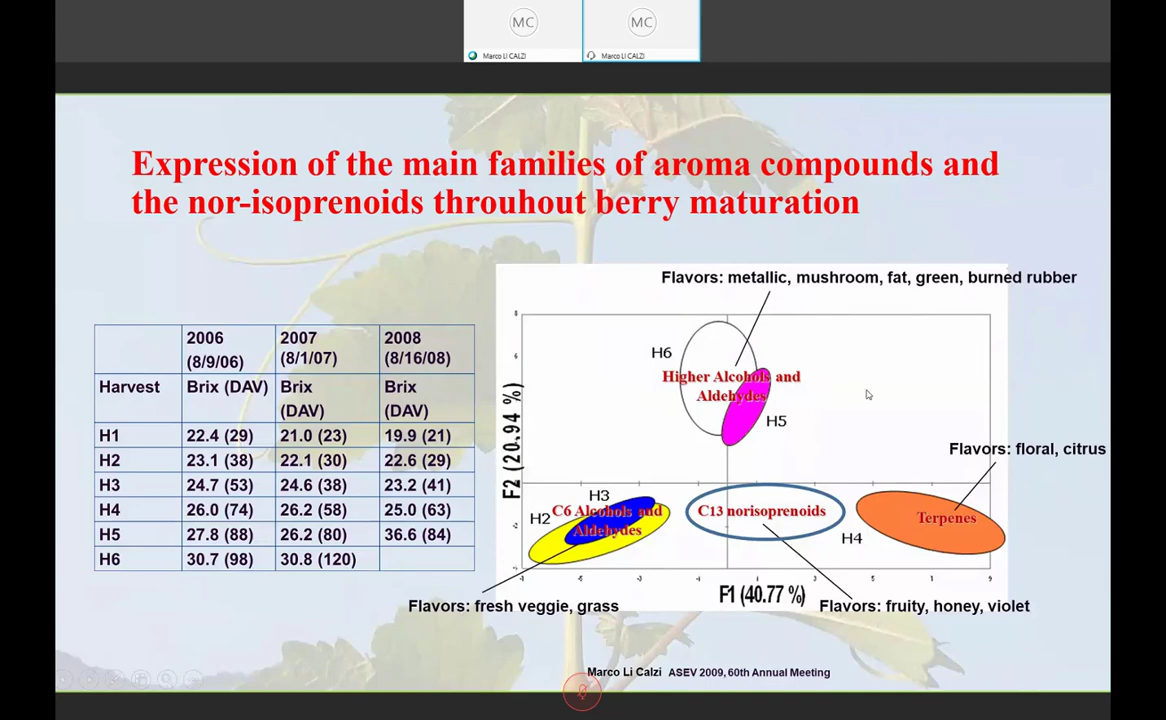 MC
MC
Marco LI CALZI
Marco LI CALZI
Expression of the main families of aroma compounds and
the nor-isoprenoids throuhout berry maturation
2006
(8/9/06)
2007
(8/1/07)
2008
(8/16/08)
Harvest
Brix (DAV)
Brix
(DAV)
Brix
(DAV)
H1 22.4 (29) 21.0 (23) 19.9 (21)
H2 23.1 (38) 22.1 (30) 22.6 (29)
H3 24.7 (53) 24.6 (38) 23.2 (41)
H4 26.0 (74) 26.2 (58) 25.0 (63)
H5 27.8 (88) 26.2 (80) 36.6 (84)
H6 30.7 (98) 30.8 (120)
Flavors: metallic, mushroom, fat, green, burned rubber
H6
Higher Alcohols and
Aldehydes
H5
F2 (20.94 %)
Flavors: floral, citrus
H3
H2
C6 Alcohols and
Aldehydes
C13 norisoprenoids
H4
Terpenes
F1 (40.77 %)
Flavors: fresh veggie, grass
Flavors: fruity, honey, violet
Marco Li Calzi ASEV 2009, 60th Annual Meeting